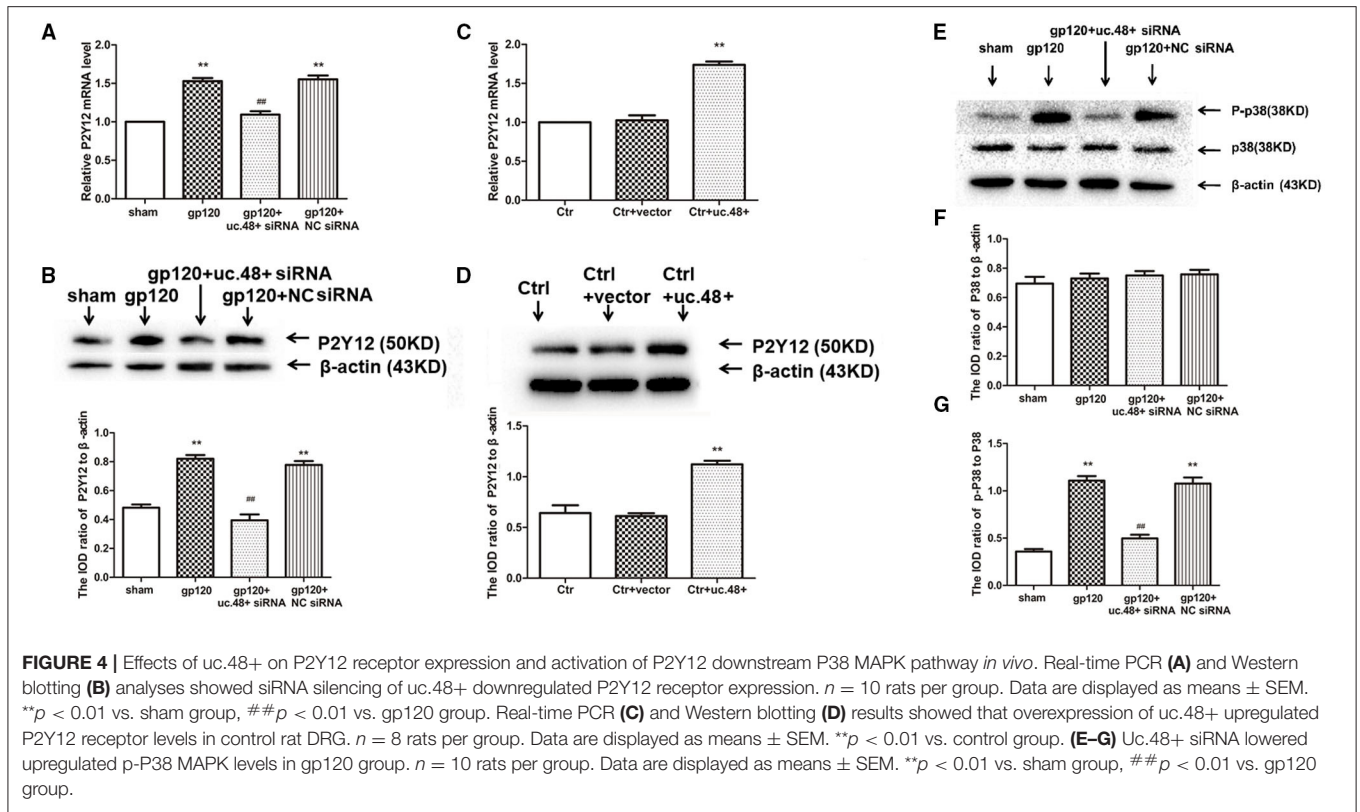 A
Relative P2Y12 mRNA level
2.0
1.5
1.0
0.5
0.0
**
##
**
sham
gp120
gp120+
uc.48+ siRNA
gp120+
NC siRNA
B
gp120+uc.48+ siRNA
sham gp120 gp120+NC siRNA
P2Y12 (50KD)
β-actin (43KD)
The IOD ratio of P2Y12 to β -actin
1.0
0.8
0.6
0.4
0.2
0.0
**
##
**
sham
gp120
gp120+
uc.48+ siRNA
gp120+
NC siRNA
C
Relative P2Y12 mRNA level
2.0
1.5
1.0
0.5
0.0
**
Ctr
Ctr+vector
Ctr+uc.48+
D
Ctrl
Ctrl
+vector
Ctrl
+uc.48+
P2Y12 (50KD)
β-actin (43KD)
The IOD ratio of P2Y12 to β -actin
1.5
1.0
0.5
0.0
**
Ctr
Ctr+vector
Ctr+uc.48+
E
gp120+uc.48+ siRNA
sham gp120 gp120+NC siRNA
P-p38(38KD)
p38(38KD)
β-actin (43KD)
F
The IOD ratio of P38 to β-actin
1.0
0.8
0.6
0.4
0.2
0.0
sham
gp120
gp120+
uc.48+ siRNA
gp120+
NC siRNA
G
The IOD ratio of p-P38 to P38
1.5
1.0
0.5
0.0
**
##
**
sham
gp120
gp120+
uc.48+ siRNA
gp120+
NC siRNA
FIGURE 4 | Effects of uc.48+ on P2Y12 receptor expression and activation of P2Y12 downstream P38 MAPK pathway in vivo. Real-time PCR (A) and Western
blotting (B) analyses showed siRNA silencing of uc.48+ downregulated P2Y12 receptor expression. n = 10 rats per group. Data are displayed as means ± SEM.
**p < 0.01 vs. sham group, ##p < 0.01 vs. gp120 group. Real-time PCR (C) and Western blotting (D) results showed that overexpression of uc.48+ upregulated
P2Y12 receptor levels in control rat DRG. n = 8 rats per group. Data are displayed as means ± SEM. **p < 0.01 vs. control group. (E–G) Uc.48+ siRNA lowered
upregulated p-P38 MAPK levels in gp120 group. n = 10 rats per group. Data are displayed as means ± SEM. **p < 0.01 vs. sham group, ##p < 0.01 vs. gp120
group.